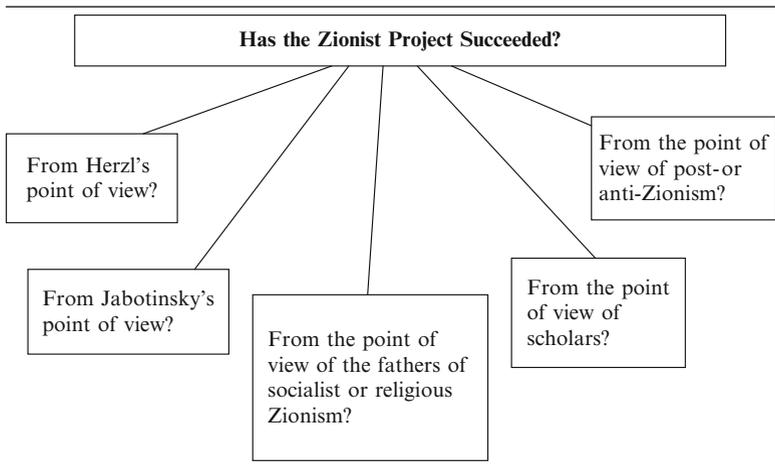 Has the Zionist Project Succeeded?
From Herzl's
point of view?
From the point of
view of post-or
anti-Zionism?
From Jabotinsky's
point of view?
From the point of
view of the fathers of
socialist or religious
Zionism?
From the point
of view of
scholars?